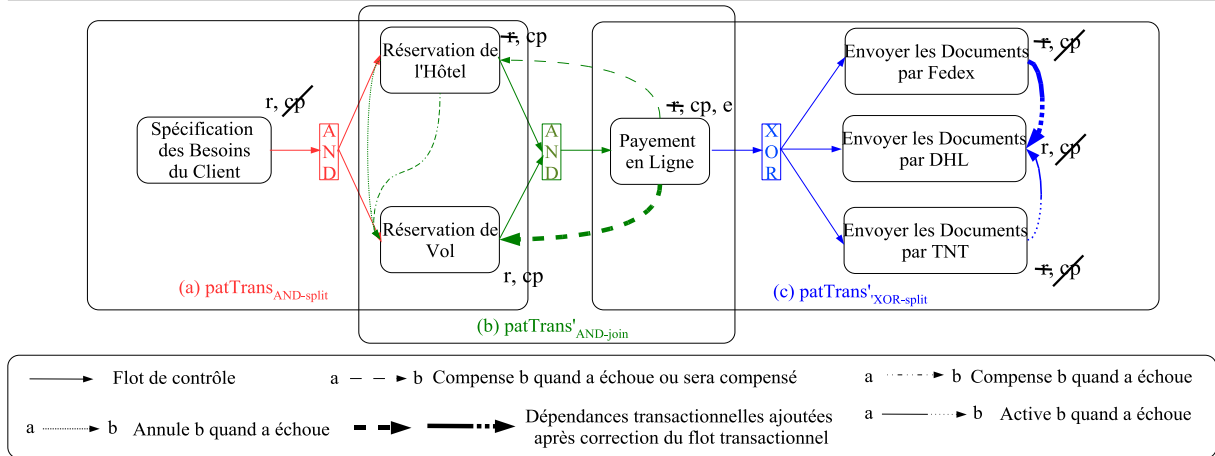 Réservation de
l'Hôtel
r, cp
r, cp
Spécification
des Besoins
du Client
A
N
D
A
N
D
r, cp, e
Payement
en Ligne
X
O
R
Envoyer les Documents
par Fedex
r, cp
Envoyer les Documents
par DHL
r, cp
Envoyer les Documents
par TNT
r, cp
Réservation de
Vol
r, cp
(a) patTransAND-split
(b) patTrans'AND-join
(c) patTrans'XOR-split
Flot de contrôle
a b Compense b quand a échoue ou sera compensé
a b Compense b quand a échoue
a b Annule b quand a échoue
Dépendances transactionnelles ajoutées
après correction du flot transactionnel
a b Active b quand a échoue